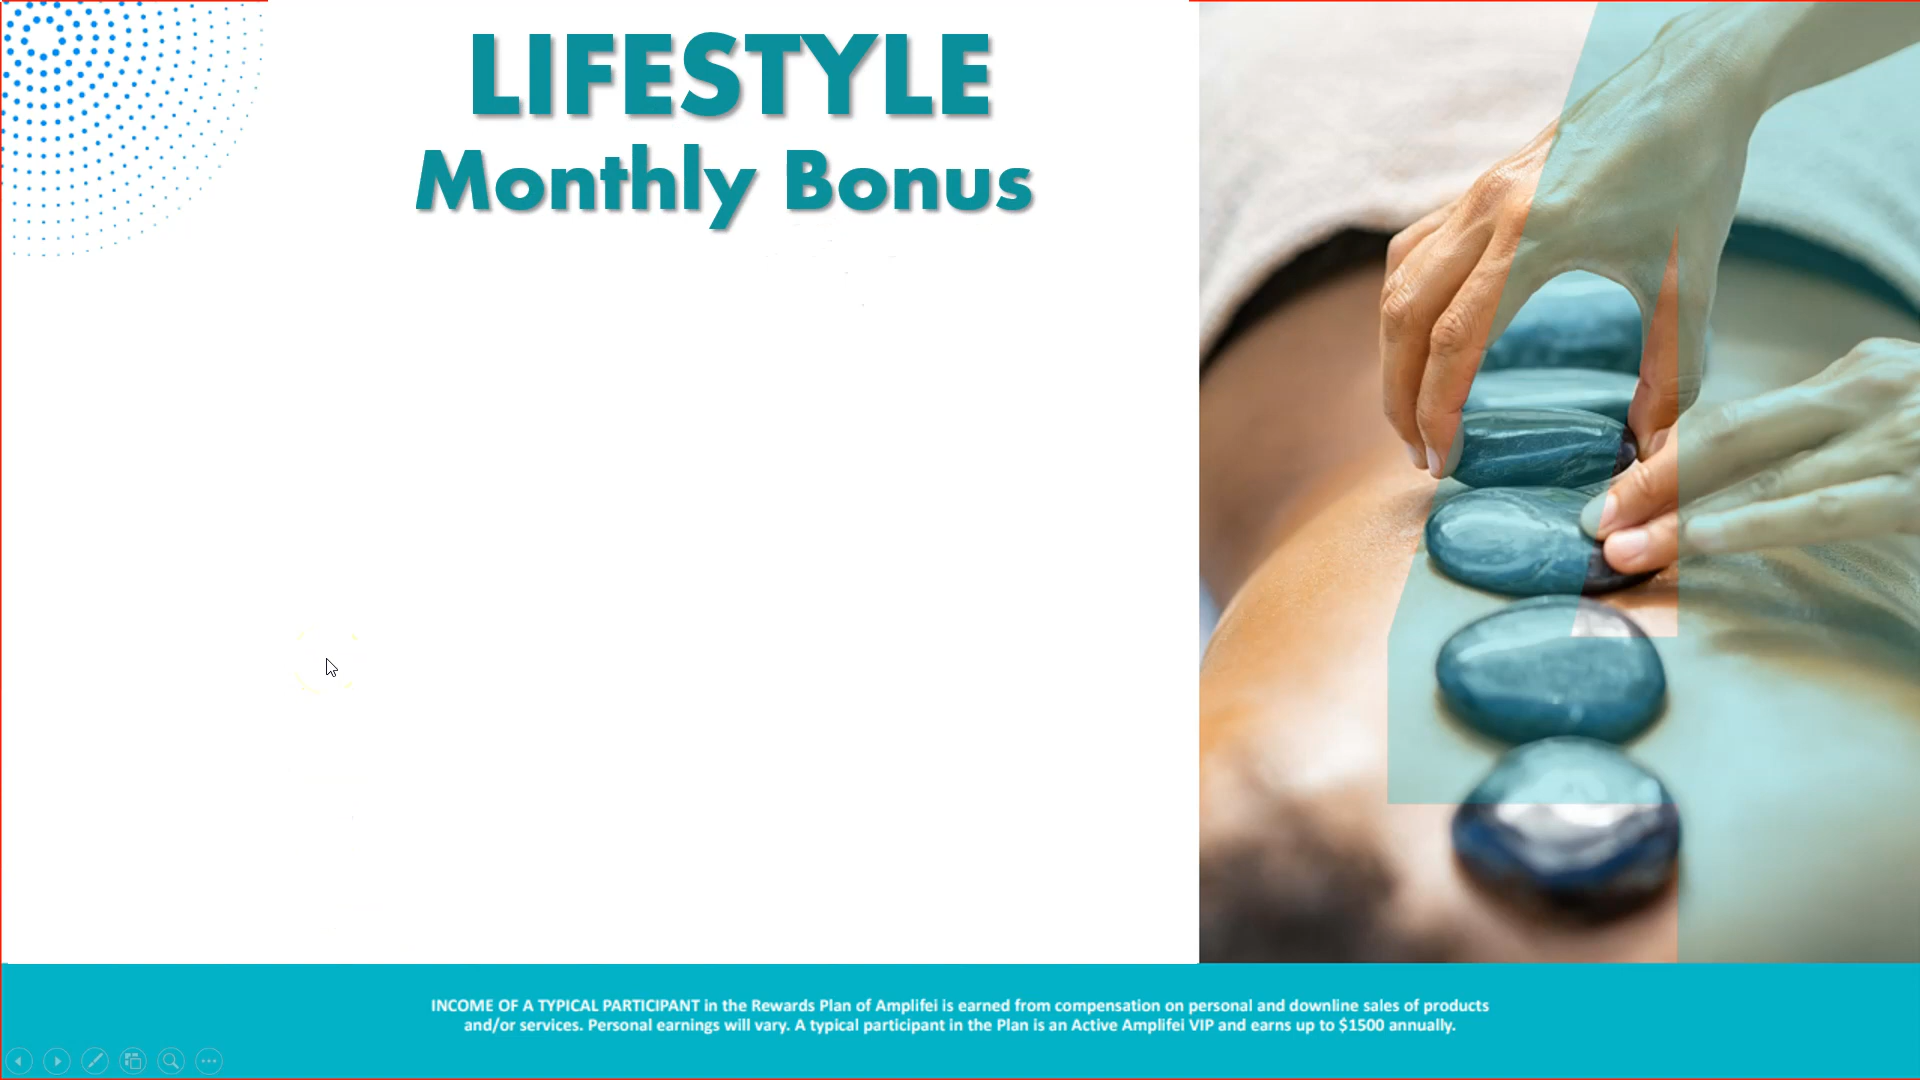 LIFESTYLE
Monthly Bonus
INCOME OF A TYPICAL PARTICIPANT in the Rewards Plan of Amplifei is earned from compensation on personal and downline sales of products
and/or services. Personal earnings will vary. A typical participant in the Plan is an Active Amplifei VIP and earns up to $1500 annually.